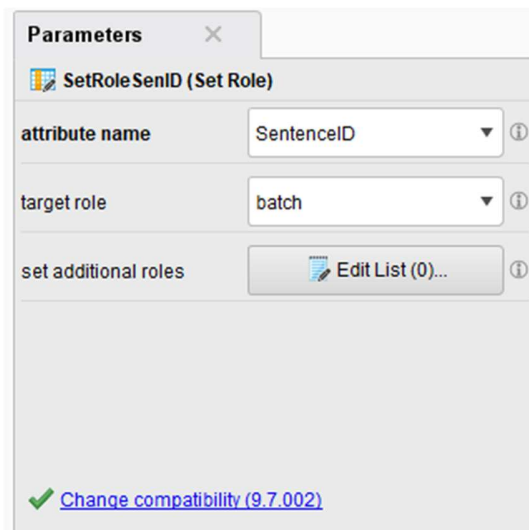 Parameters
SetRoleSenID (Set Role)
attribute name SentenceID
target role batch
set additional roles Edit List (0)...
Change compatibility (9.7.002)